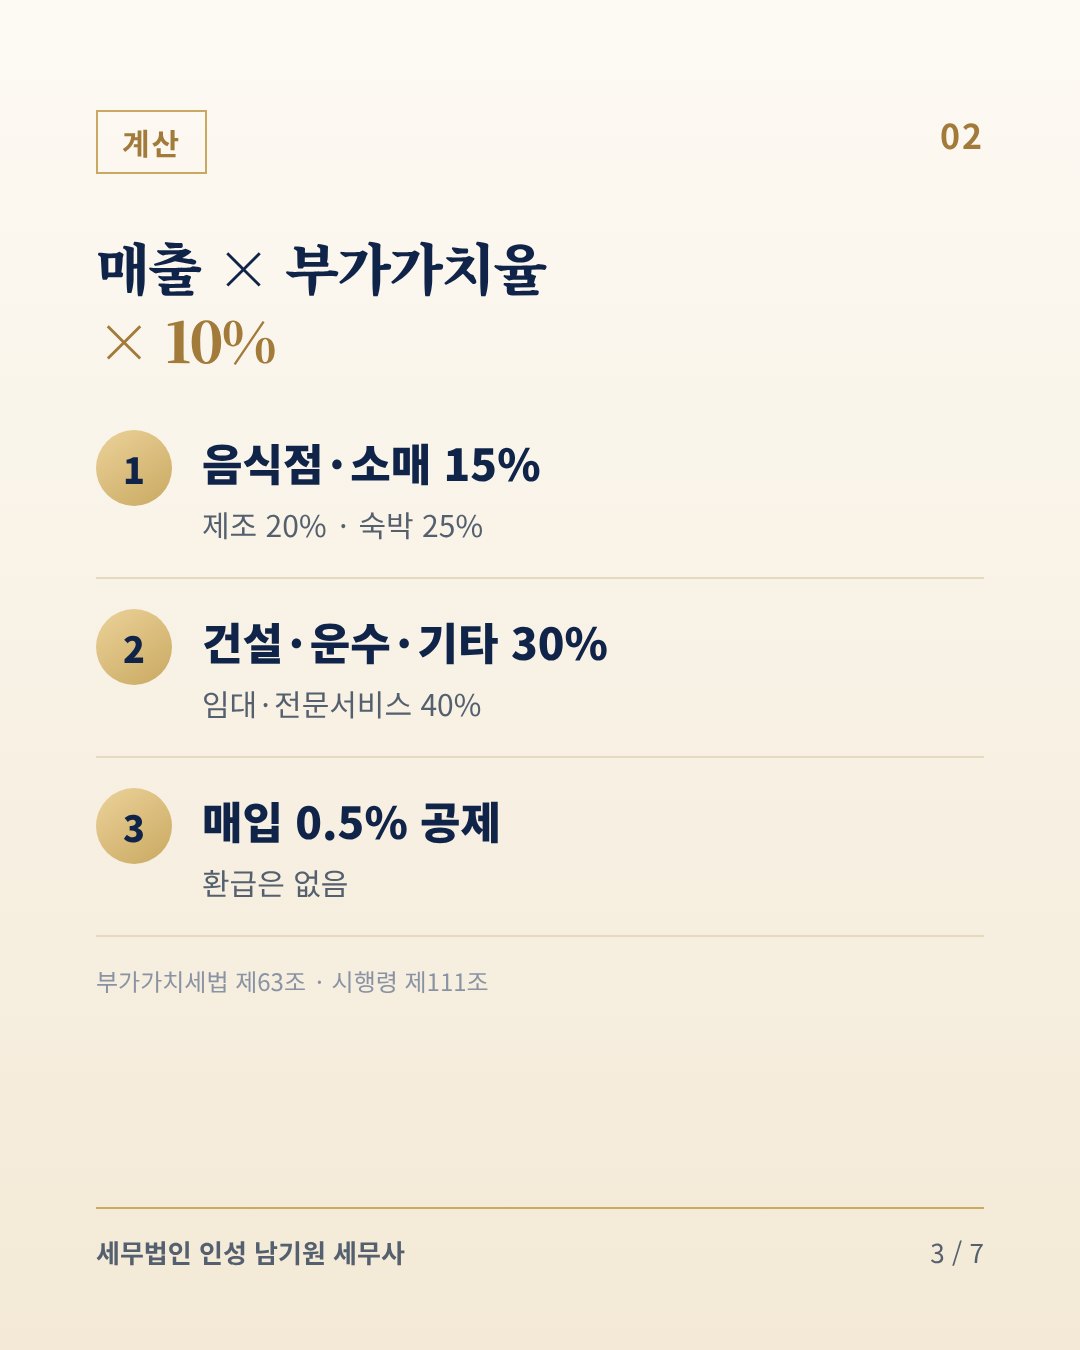 계산
02
매출 × 부가가치율
× 10%
1
음식점·소매 15%
제조 20% · 숙박 25%
2
건설·운수·기타 30%
임대·전문서비스 40%
3
매입 0.5% 공제
환급은 없음
부가가치세법 제63조 · 시행령 제111조
세무법인 인성 남기원 세무사
3 / 7